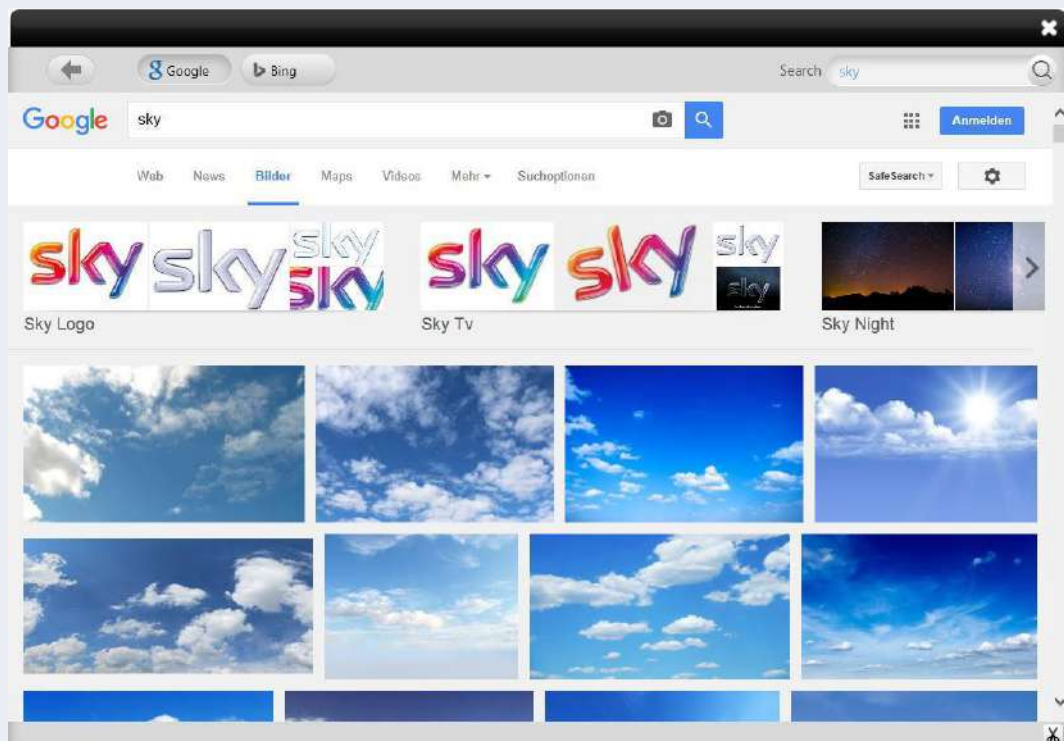 Google Bing Search sky
Google sky Anmelden
Web News Bilder Maps Videos Mehr Suchoptionen SafeSearch
sky sky sky sky sky sky sky sky
Sky Logo Sky Tv Sky Night